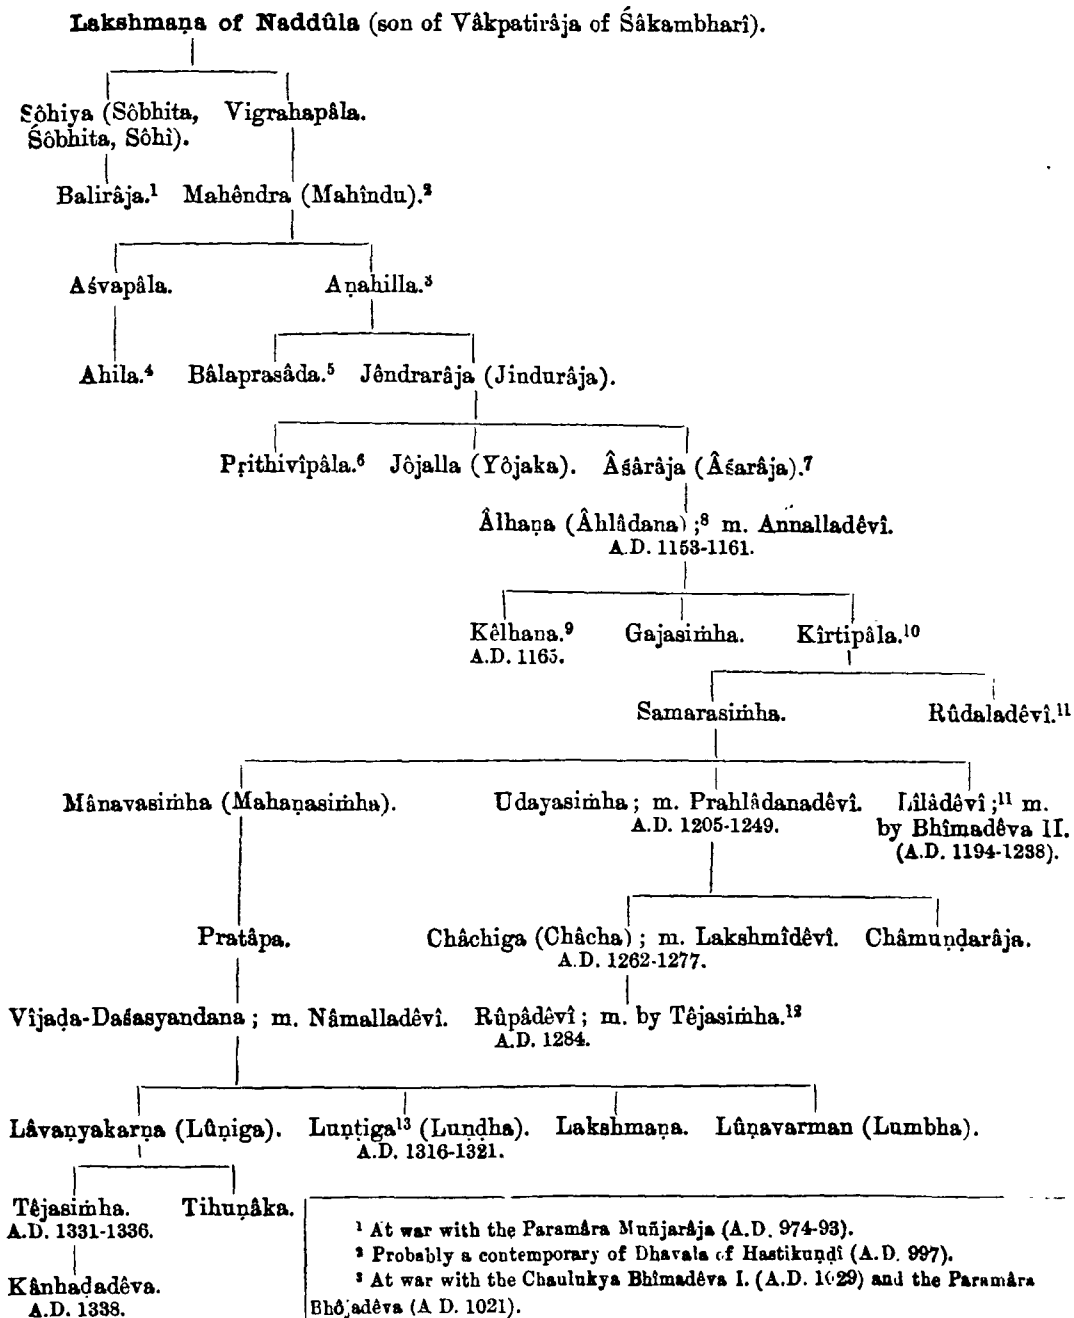 Lakshmaṇa of Naddûla (son of Vâkpatirâja of Śâkambharî).
Sôhiya (Sôbhita, Vigrahapâla.
Śôbhita, Sôhi).
Balirâja.¹ Mahêndra (Mahîndu).²
Aśvapâla. Aṇahilla.³
Ahila.⁴ Bâlaprasâda.⁵ Jêndrarâja (Jindurâja).
Pṛithivîpâla.⁶ Jôjalla (Yôjaka). Âśârâja (Âśarâja).⁷
Âlhaṇa (Âhlâdana);⁸ m. Annalladêvî.
A.D. 1153-1161.
Kêlhana.⁹ Gajasiṁha. Kîrtipâla.¹⁰
A.D. 1165.
Samarasiṁha. Rûdaladêvî.¹¹
Mânavasiṁha (Mahaṇasiṁha). Udayasiṁha; m. Prahlâdanadêvî. Lîlâdêvî;¹¹ m.
A.D. 1205-1249. by Bhîmadêva II.
(A.D. 1194-1238).
Pratâpa. Châchiga (Châcha); m. Lakshmîdêvî. Châmuṇḍarâja.
A.D. 1262-1277.
Vîjaḍa-Daśasyandana; m. Nâmalladêvî. Rûpâdêvî; m. by Têjasiṁha.¹²
A.D. 1284.
Lâvaṇyakarṇa (Lûṇiga). Luṇṭiga¹³ (Luṇḍha). Lakshmaṇa. Lûṇavarman (Lumbha).
A.D. 1316-1321.
Têjasiṁha. Tihuṇâka.
A.D. 1331-1336.
Kânhaḍadêva.
A.D. 1338.
¹ At war with the Paramâra Muñjarâja (A.D. 974-93).
² Probably a contemporary of Dhavala of Hastikuṇḍî (A.D. 997).
³ At war with the Chaulukya Bhîmadêva I. (A.D. 1029) and the Paramâra
Bhôjadêva (A D. 1021).